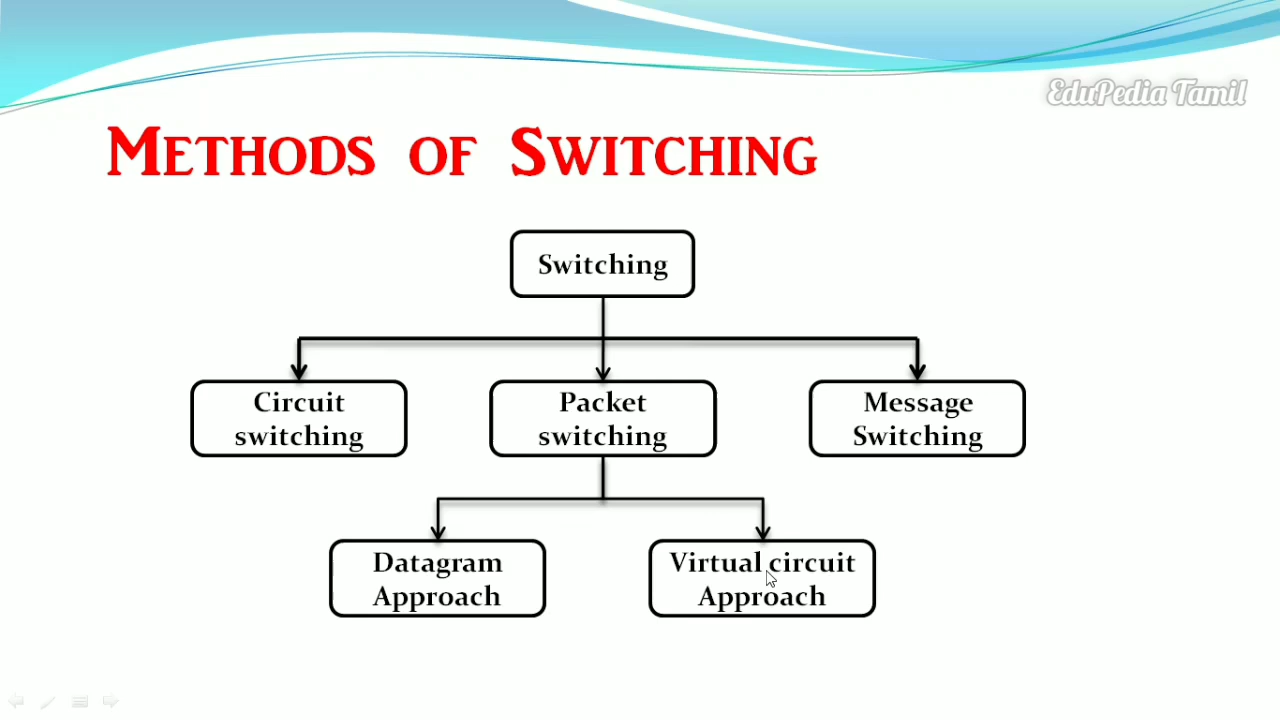 EduPedia Tamil
METHODS OF SWITCHING
Switching
Circuit
switching
Packet
switching
Message
Switching
Datagram
Approach
Virtual circuit
Approach